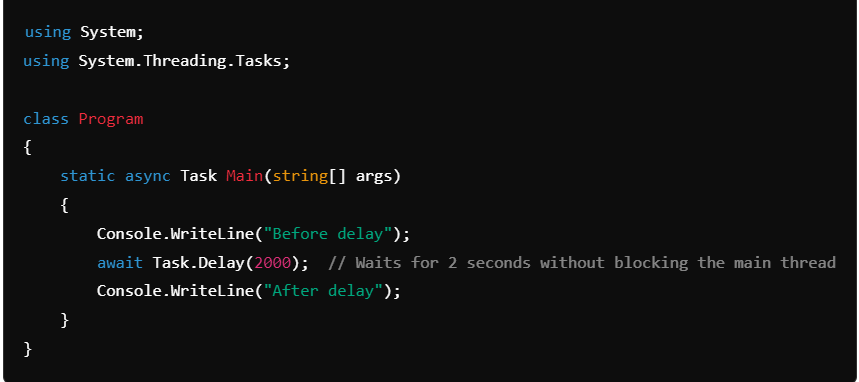 using System;
using System.Threading.Tasks;
class Program
{
static async Task Main(string[] args)
{
Console.WriteLine("Before delay");
await Task.Delay(2000);  // Waits for 2 seconds without blocking the main thread
Console.WriteLine("After delay");
}
}